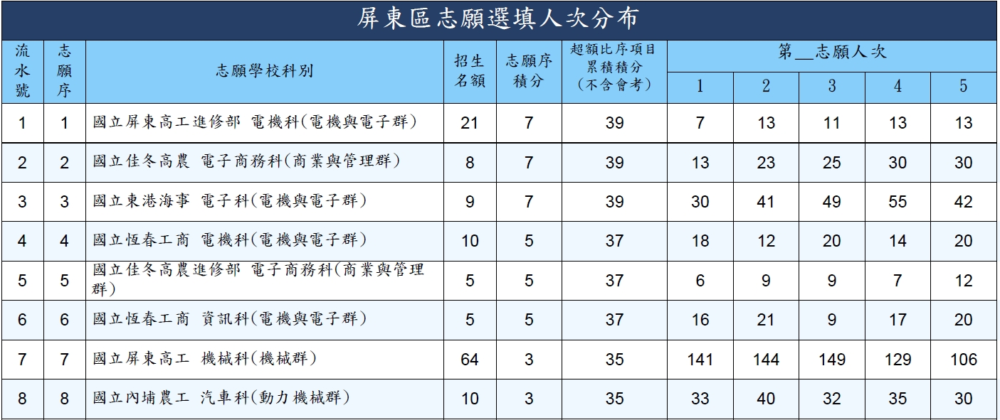 屏東區志願選填人次分布
流水號 志願序 志願學校科別 招生名額 志願序積分 超額比序項目累積積分(不含會考) 第__志願人次
1 2 3 4 5
1 1 國立屏東高工進修部 電機科(電機與電子群) 21 7 39 7 13 11 13 13
2 2 國立佳冬高農 電子商務科(商業與管理群) 8 7 39 13 23 25 30 30
3 3 國立東港海事 電子科(電機與電子群) 9 7 39 30 41 49 55 42
4 4 國立恆春工商 電機科(電機與電子群) 10 5 37 18 12 20 14 20
5 5 國立佳冬高農進修部 電子商務科(商業與管理群) 5 5 37 6 9 9 7 12
6 6 國立恆春工商 資訊科(電機與電子群) 5 5 37 16 21 9 17 20
7 7 國立屏東高工 機械科(機械群) 64 3 35 141 144 149 129 106
8 8 國立內埔農工 汽車科(動力機械群) 10 3 35 33 40 32 35 30